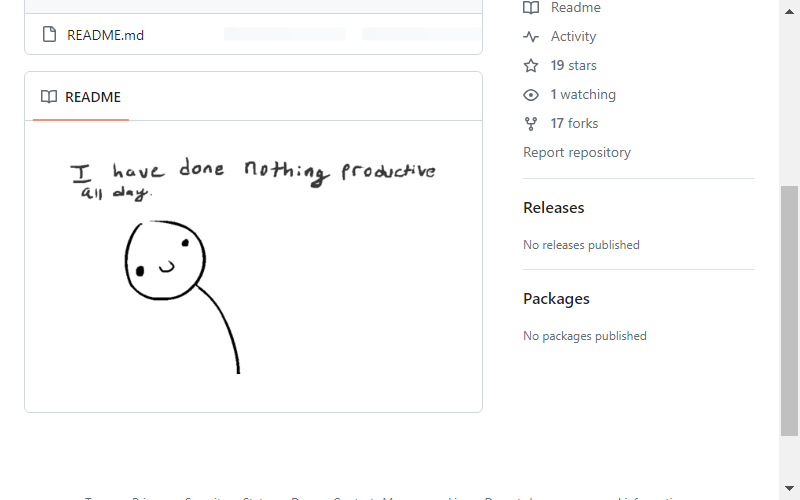 README.md
README
I have done nothing productive
all day.
Readme
Activity
19 stars
1 watching
17 forks
Report repository
Releases
No releases published
Packages
No packages published